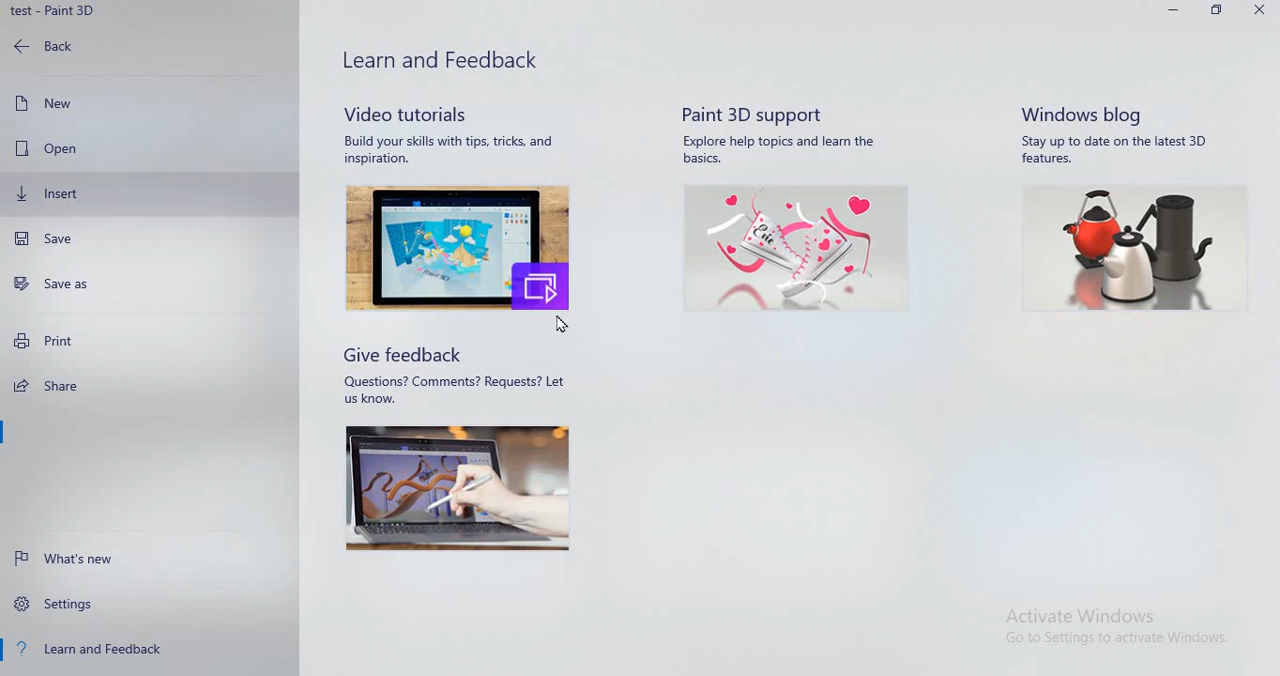 test - Paint 3D
Back
New
Open
Insert
Save
Save as
Print
Share
What's new
Settings
Learn and Feedback
Learn and Feedback
Video tutorials
Build your skills with tips, tricks, and
inspiration.
Paint 3D support
Explore help topics and learn the
basics.
Windows blog
Stay up to date on the latest 3D
features.
Give feedback
Questions? Comments? Requests? Let
us know.
Activate Windows
Go to Settings to activate Windows.